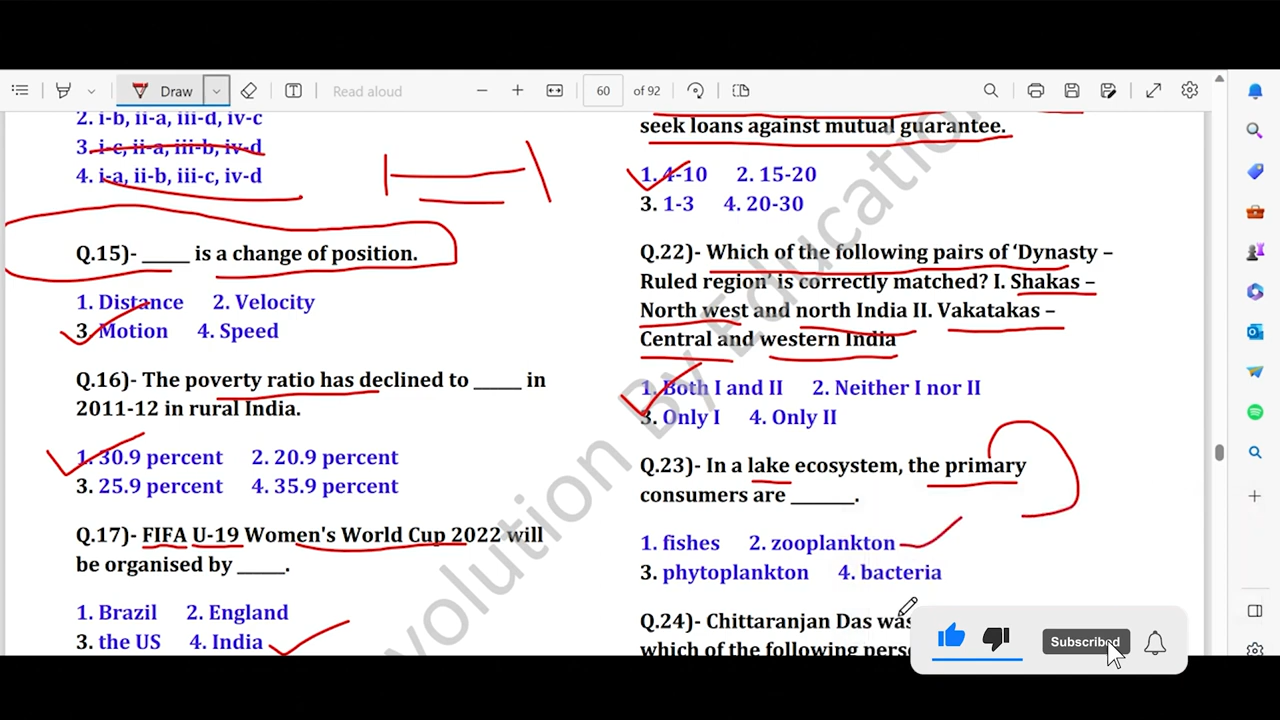 Draw
Read aloud
60 of 92
2. i-b, ii-a, iii-d, iv-c
3. i-c, ii-a, iii-b, iv-d
4. i-a, ii-b, iii-c, iv-d
Q.15)- _____ is a change of position.
1. Distance 2. Velocity
3. Motion 4. Speed
Q.16)- The poverty ratio has declined to _____ in
2011-12 in rural India.
1. 30.9 percent 2. 20.9 percent
3. 25.9 percent 4. 35.9 percent
Q.17)- FIFA U-19 Women's World Cup 2022 will
be organised by _____.
1. Brazil 2. England
3. the US 4. India
seek loans against mutual guarantee.
1. 4-10 2. 15-20
3. 1-3 4. 20-30
Q.22)- Which of the following pairs of ‘Dynasty –
Ruled region’ is correctly matched? I. Shakas –
North west and north India II. Vakatakas –
Central and western India
1. Both I and II 2. Neither I nor II
3. Only I 4. Only II
Q.23)- In a lake ecosystem, the primary
consumers are _______.
1. fishes 2. zooplankton
3. phytoplankton 4. bacteria
Q.24)- Chittaranjan Das was
which of the following
Subscribed
volution By Education